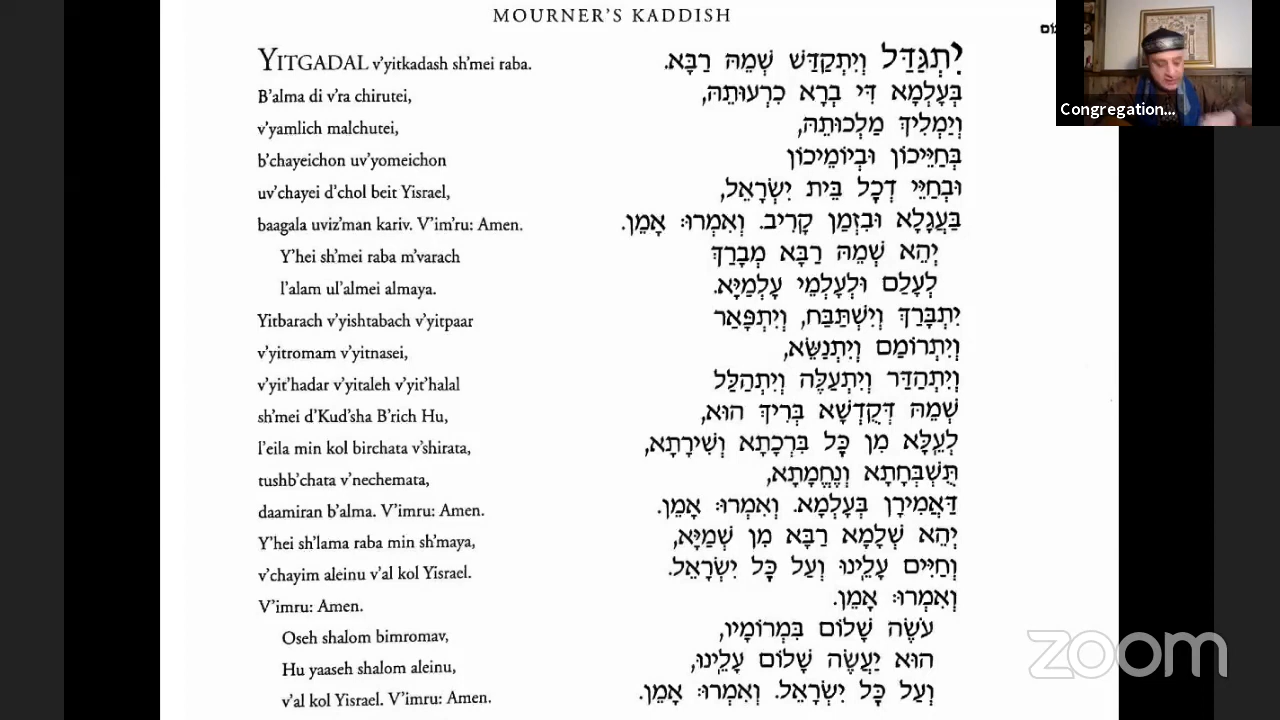 MOURNER'S KADDISH
YITGADAL v'yitkadash sh'mei raba.
B'alma di v'ra chirutei,
v'yamlich malchutei,
b'chayeichon uv'yomeichon
uv'chayei d'chol beit Yisrael,
baagala uviz'man kariv. V'im'ru: Amen.
Y'hei sh'mei raba m'varach
l'alam ul'almei almaya.
Yitbarach v'yishtabach v'yitpaar
v'yitromam v'yitnasei,
v'yit'hadar v'yitaleh v'yit'halal
sh'mei d'Kud'sha B'rich Hu,
l'eila min kol birchata v'shirata,
tushb'chata v'nechemata,
daamiran b'alma. V'imru: Amen.
Y'hei sh'lama raba min sh'maya,
v'chayim aleinu v'al kol Yisrael.
V'imru: Amen.
Oseh shalom bimromav,
Hu yaaseh shalom aleinu,
v'al kol Yisrael. V'imru: Amen.
יִתְגַּדַּל וְיִתְקַדַּשׁ שְׁמֵהּ רַבָּא.
בְּעָלְמָא דִּי בְרָא כִרְעוּתֵהּ,
וְיַמְלִיךְ מַלְכוּתֵהּ,
בְּחַיֵּיכוֹן וּבְיוֹמֵיכוֹן
וּבְחַיֵּי דְכׇל בֵּית יִשְׂרָאֵל,
בַּעֲגָלָא וּבִזְמַן קָרִיב. וְאִמְרוּ: אָמֵן.
יְהֵא שְׁמֵהּ רַבָּא מְבָרַךְ
לְעָלַם וּלְעָלְמֵי עָלְמַיָּא.
יִתְבָּרַךְ וְיִשְׁתַּבַּח, וְיִתְפָּאַר
וְיִתְרוֹמַם וְיִתְנַשֵּׂא,
וְיִתְהַדַּר וְיִתְעַלֶּה וְיִתְהַלַּל
שְׁמֵהּ דְּקֻדְשָׁא בְּרִיךְ הוּא,
לְעֵלָּא מִן כׇּל בִּרְכָתָא וְשִׁירָתָא,
תֻּשְׁבְּחָתָא וְנֶחֱמָתָא,
דַּאֲמִירָן בְּעָלְמָא. וְאִמְרוּ: אָמֵן.
יְהֵא שְׁלָמָא רַבָּא מִן שְׁמַיָּא,
וְחַיִּים עָלֵינוּ וְעַל כׇּל יִשְׂרָאֵל.
וְאִמְרוּ: אָמֵן.
עֹשֶׂה שָׁלוֹם בִּמְרוֹמָיו,
הוּא יַעֲשֶׂה שָׁלוֹם עָלֵינוּ,
וְעַל כׇּל יִשְׂרָאֵל. וְאִמְרוּ: אָמֵן.
Congregation...
zoom